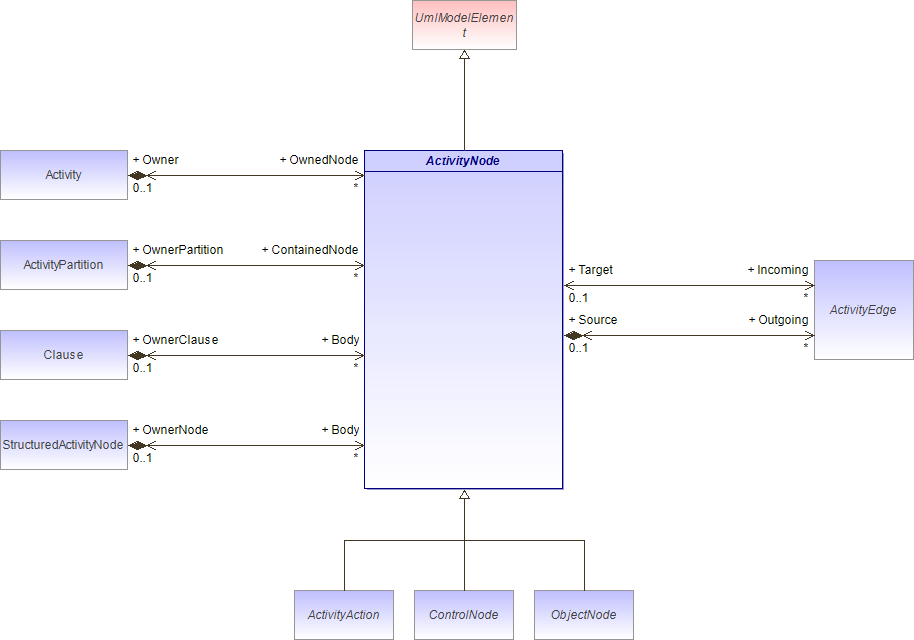 UmlModelElemen
t
ActivityNode
Activity
+ Owner
0..1
+ OwnedNode
*
ActivityPartition
+ OwnerPartition
0..1
+ ContainedNode
*
Clause
+ OwnerClause
0..1
+ Body
*
StructuredActivityNode
+ OwnerNode
0..1
+ Body
*
+ Target
0..1
+ Incoming
*
+ Source
0..1
+ Outgoing
*
ActivityEdge
ActivityAction
ControlNode
ObjectNode